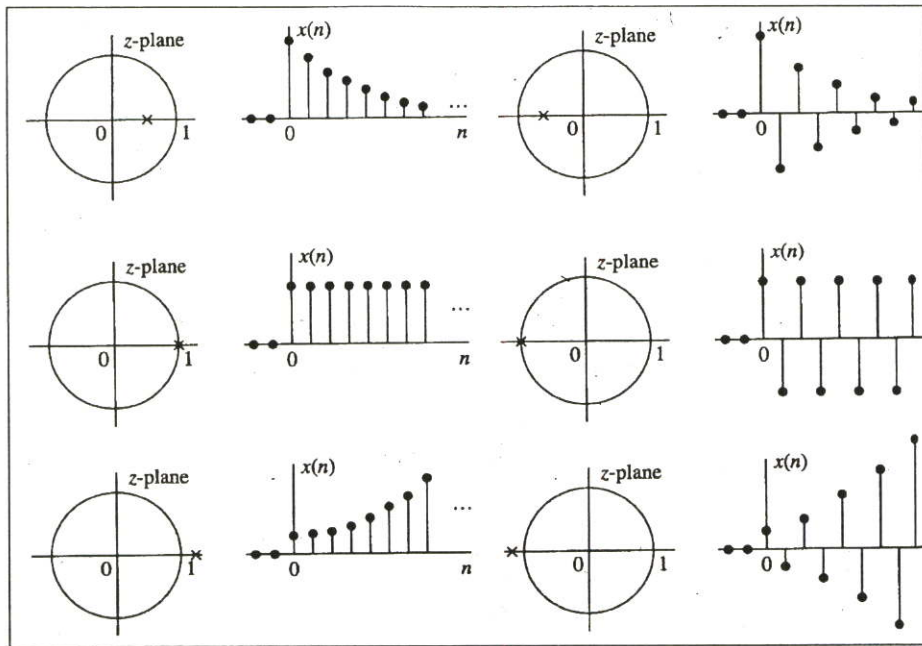 z-plane
0
1
x(n)
0
...
n
z-plane
0
1
x(n)
0
z-plane
0
1
x(n)
0
...
n
z-plane
0
1
x(n)
0
z-plane
0
1
x(n)
0
...
n
z-plane
0
1
x(n)
0